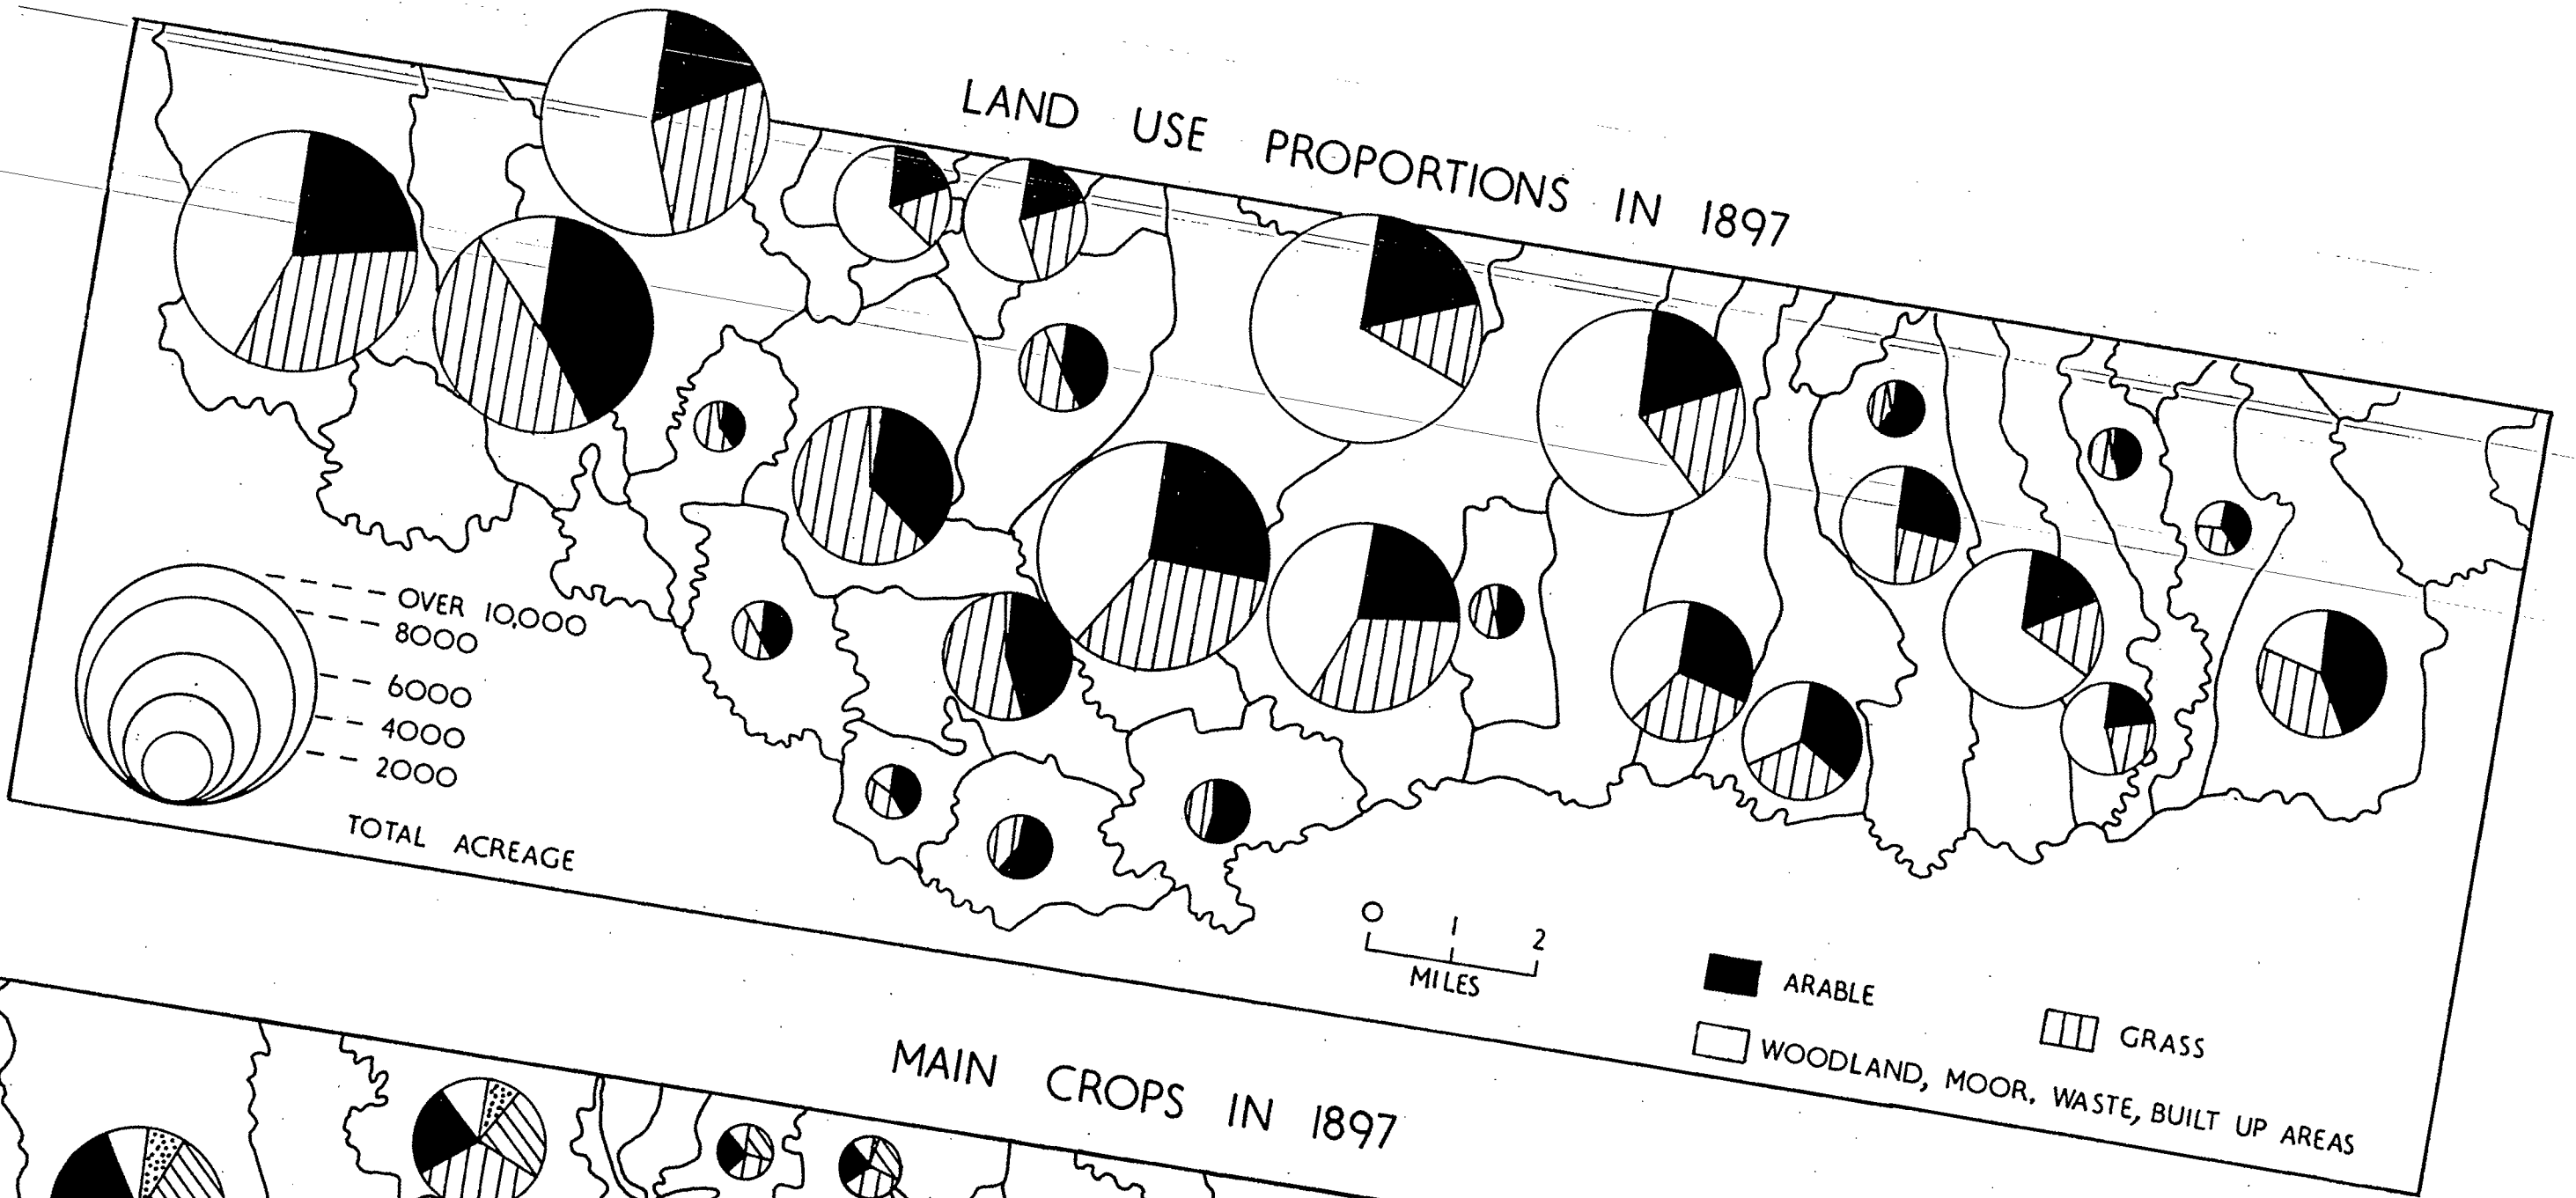 LAND USE PROPORTIONS IN 1897
OVER 10,000
8000
6000
4000
2000
TOTAL ACREAGE
0 1 2
MILES
ARABLE
GRASS
WOODLAND, MOOR, WASTE, BUILT UP AREAS
MAIN CROPS IN 1897